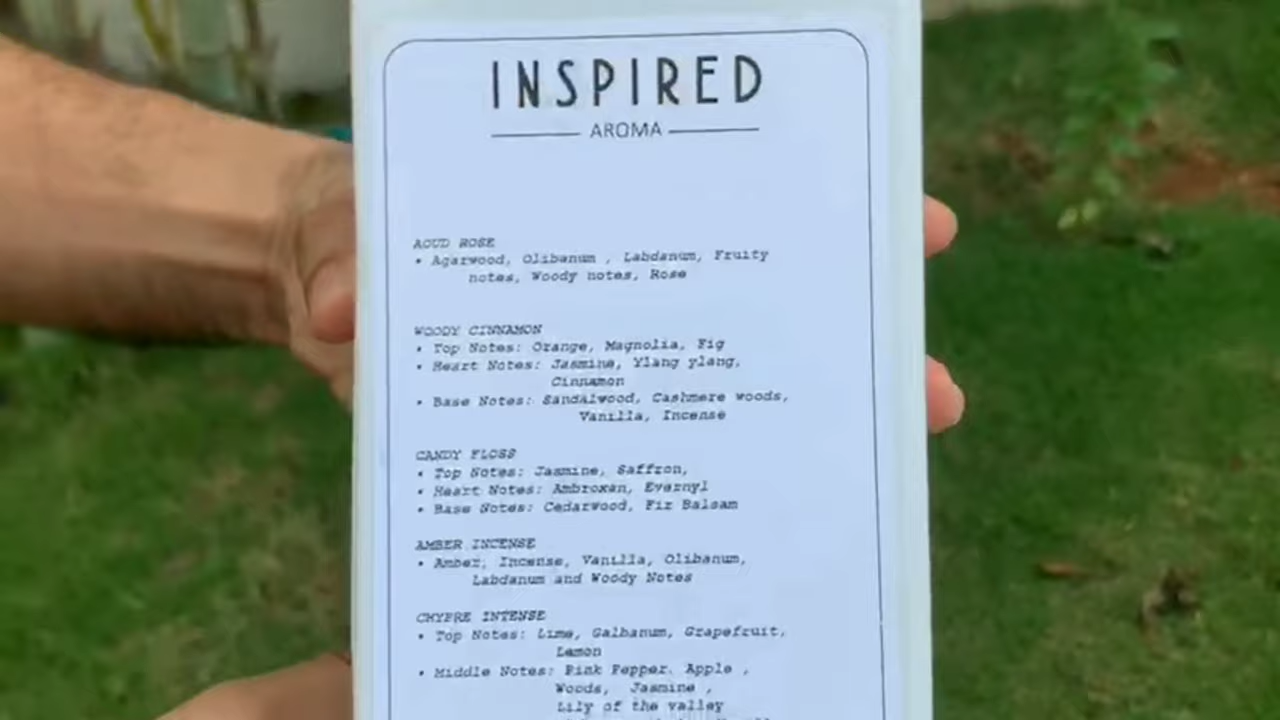 INSPIRED
AROMA
AOUD ROSE
• Agarwood, Olibanum , Labdanum, Fruity
notes, Woody notes, Rose
WOODY CINNAMON
• Top Notes: Orange, Magnolia, Fig
• Heart Notes: Jasmine, Ylang ylang,
Cinnamon
• Base Notes: Sandalwood, Cashmere woods,
Vanilla, Incense
CANDY FLOSS
• Top Notes: Jasmine, Saffron,
• Heart Notes: Ambroxan, Evernyl
• Base Notes: Cedarwood, Fir Balsam
AMBER INCENSE
• Amber, Incense, Vanilla, Olibanum,
Labdanum and Woody Notes
CHYPRE INTENSE
• Top Notes: Lime, Galbanum, Grapefruit,
Lemon
• Middle Notes: Pink Pepper. Apple ,
Woods, Jasmine ,
Lily of the valley